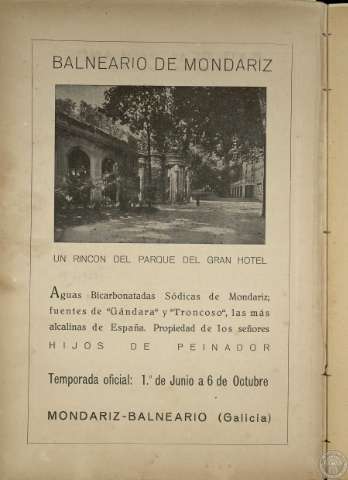 BALNEARIO DE MONDARIZ
UN RINCON DEL PARQUE DEL GRAN HOTEL
Aguas Bicarbonatadas Sódicas de Mondariz;
fuentes de "Gándara" y "Troncoso", las más
alcalinas de España. Propiedad de los señores
HIJOS DE PEINADOR
Temporada oficial: 1.º de Junio a 6 de Octubre
MONDARIZ-BALNEARIO (Galicia)